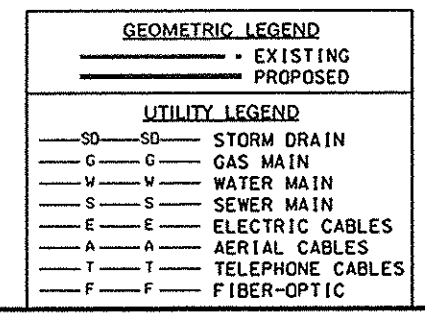 GEOMETRIC LEGEND
EXISTING
PROPOSED
UTILITY LEGEND
SD SD STORM DRAIN
G G GAS MAIN
W W WATER MAIN
S S SEWER MAIN
E E ELECTRIC CABLES
A A AERIAL CABLES
T T TELEPHONE CABLES
F F FIBER-OPTIC